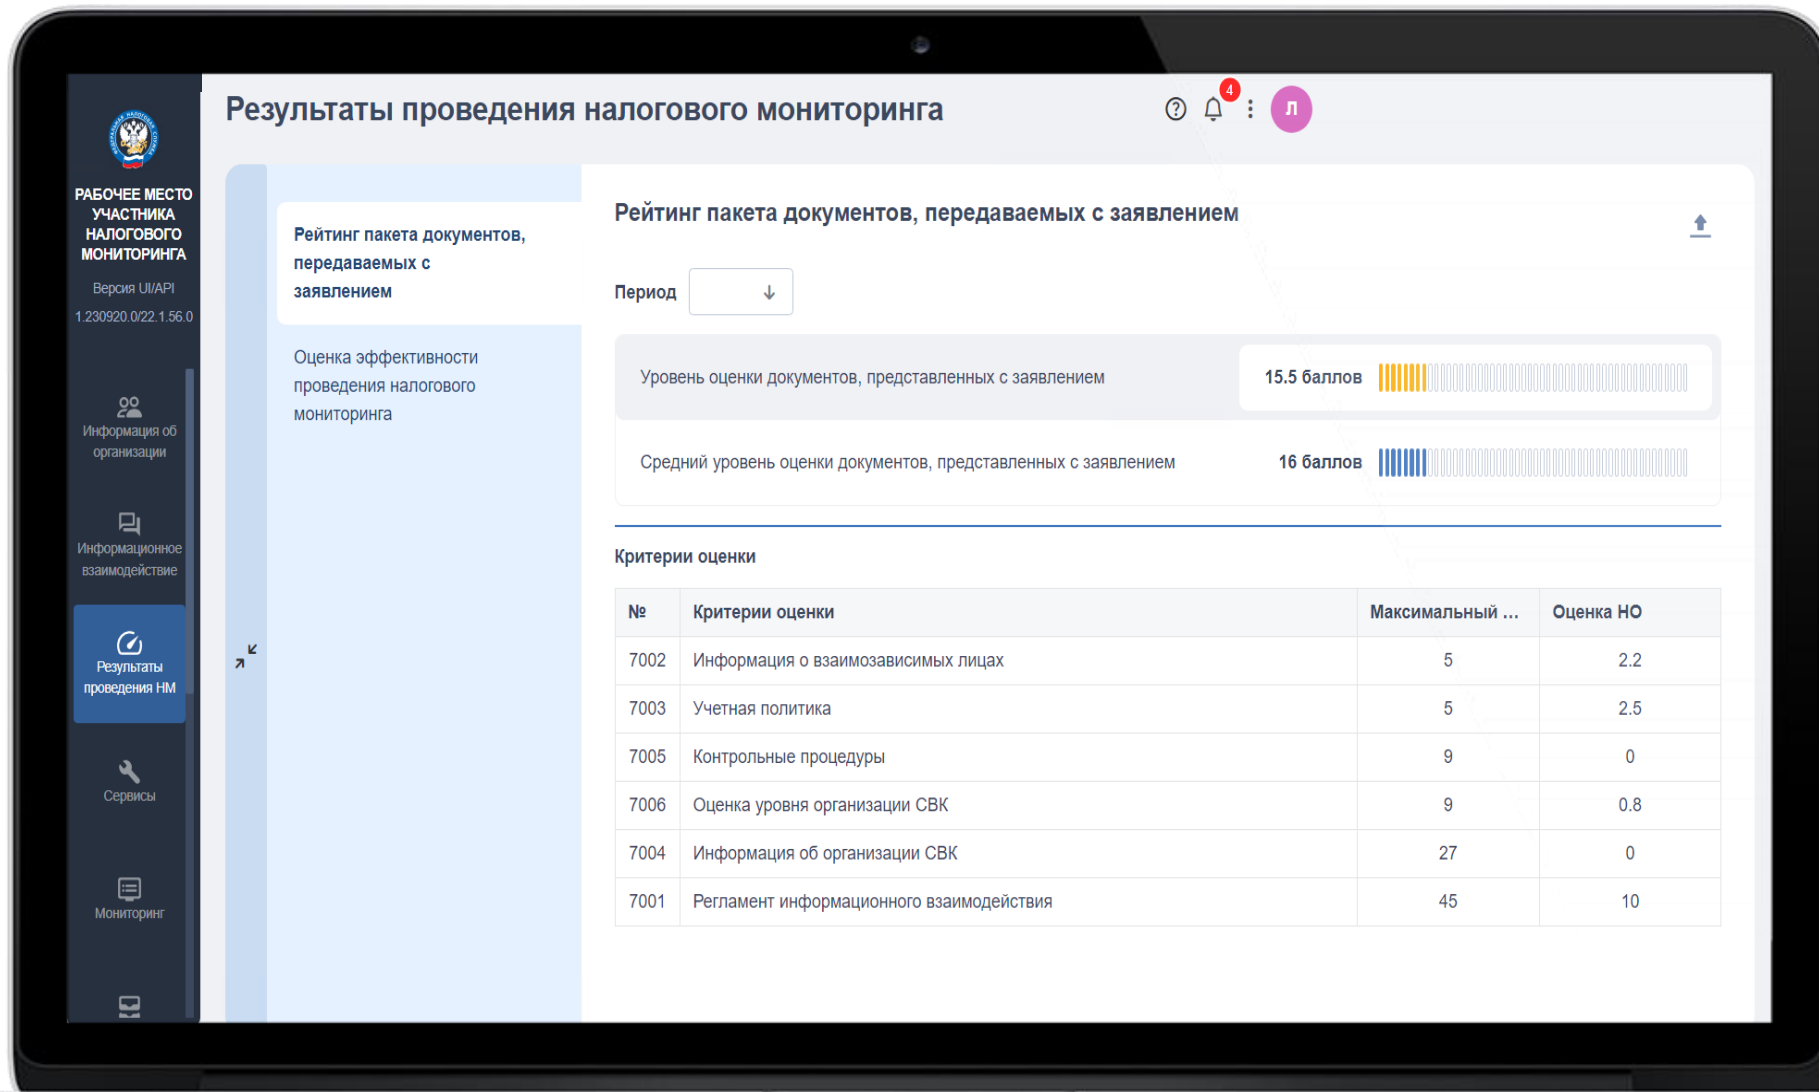 Результаты проведения налогового мониторинга
4
Л
РАБОЧЕЕ МЕСТО
УЧАСТНИКА
НАЛОГОВОГО
МОНИТОРИНГА
Версия UI/API
1.230920.0/22.1.56.0
Информация об
организации
Информационное
взаимодействие
Результаты
проведения НМ
Сервисы
Мониторинг
Рейтинг пакета документов,
передаваемых с
заявлением
Оценка эффективности
проведения налогового
мониторинга
Рейтинг пакета документов, передаваемых с заявлением
Период
Уровень оценки документов, представленных с заявлением 15.5 баллов
Средний уровень оценки документов, представленных с заявлением 16 баллов
Критерии оценки
№ Критерии оценки Максимальный ... Оценка НО
7002 Информация о взаимозависимых лицах 5 2.2
7003 Учетная политика 5 2.5
7005 Контрольные процедуры 9 0
7006 Оценка уровня организации СВК 9 0.8
7004 Информация об организации СВК 27 0
7001 Регламент информационного взаимодействия 45 10